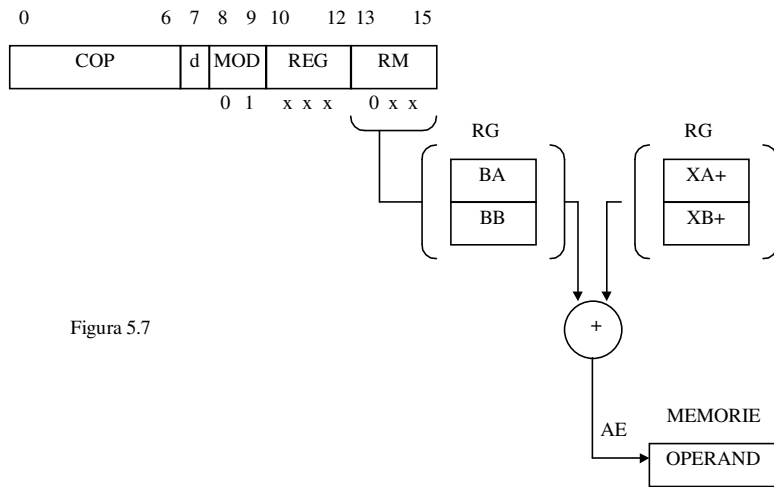 0 6 7 8 9 10 12 13 15
COP d MOD REG RM
0 1 x x x 0 x x
RG RG
BA XA+
BB XB+
+
Figura 5.7
AE MEMORIE
OPERAND